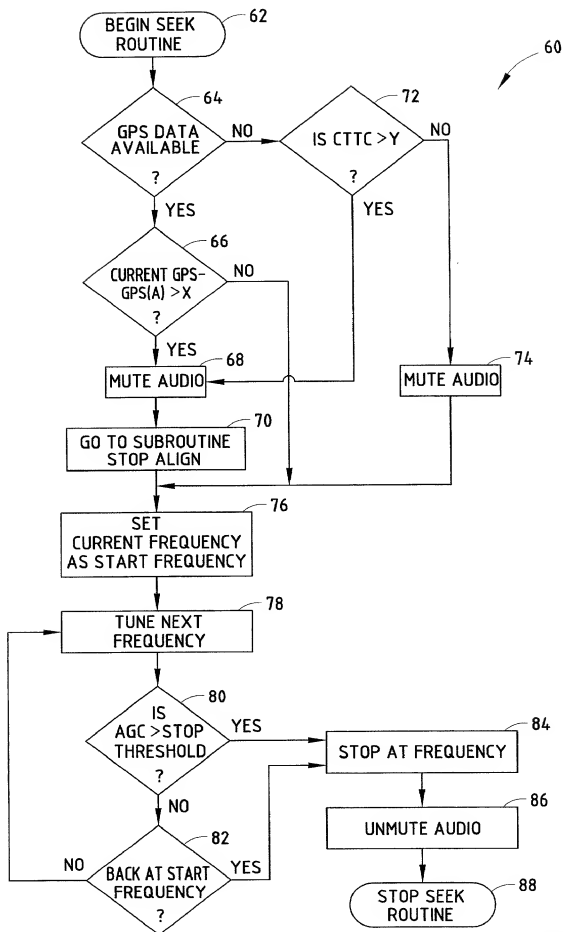 BEGIN SEEK
ROUTINE
62
60
64
GPS DATA
AVAILABLE
?
NO
72
IS CTTC >Y
?
NO
YES
YES
66
CURRENT GPS-
GPS(A) >X
?
NO
YES
68
MUTE AUDIO
74
MUTE AUDIO
70
GO TO SUBROUTINE
STOP ALIGN
76
SET
CURRENT FREQUENCY
AS START FREQUENCY
78
TUNE NEXT
FREQUENCY
80
IS
AGC >STOP
THRESHOLD
?
YES
84
STOP AT FREQUENCY
NO
82
BACK AT START
FREQUENCY
?
NO
YES
86
UNMUTE AUDIO
88
STOP SEEK
ROUTINE